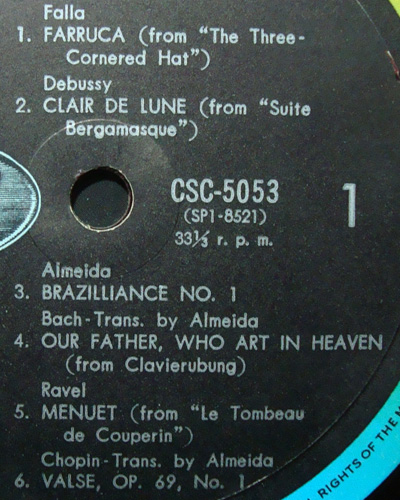 Falla
1. FARRUCA (from "The Three-
Cornered Hat")
Debussy
2. CLAIR DE LUNE (from "Suite
Bergamasque")
CSC-5053
(SP1-8521)
33⅓ r. p. m.
1
Almeida
3. BRAZILLIANCE NO. 1
Bach-Trans. by Almeida
4. OUR FATHER, WHO ART IN HEAVEN
(from Clavierubung)
Ravel
5. MENUET (from "Le Tombeau
de Couperin")
Chopin-Trans. by Almeida
6. VALSE, OP. 69, No. 1
RIGHTS OF THE